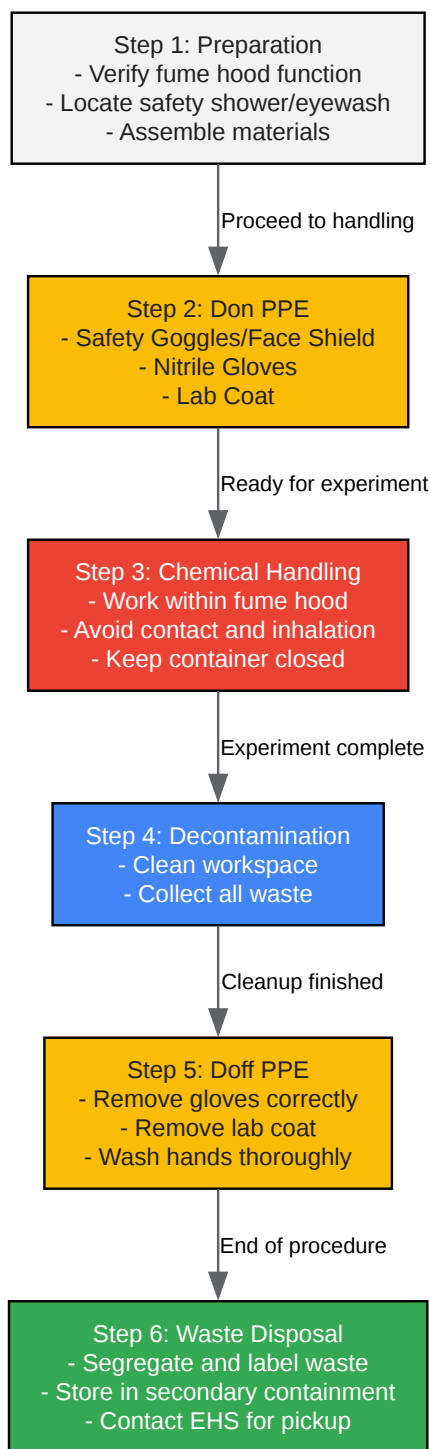 Step 1: Preparation
- Verify fume hood function
- Locate safety shower/eyewash
- Assemble materials
Proceed to handling
Step 2: Don PPE
- Safety Goggles/Face Shield
- Nitrile Gloves
- Lab Coat
Ready for experiment
Step 3: Chemical Handling
- Work within fume hood
- Avoid contact and inhalation
- Keep container closed
Experiment complete
Step 4: Decontamination
- Clean workspace
- Collect all waste
Cleanup finished
Step 5: Doff PPE
- Remove gloves correctly
- Remove lab coat
- Wash hands thoroughly
End of procedure
Step 6: Waste Disposal
- Segregate and label waste
- Store in secondary containment
- Contact EHS for pickup